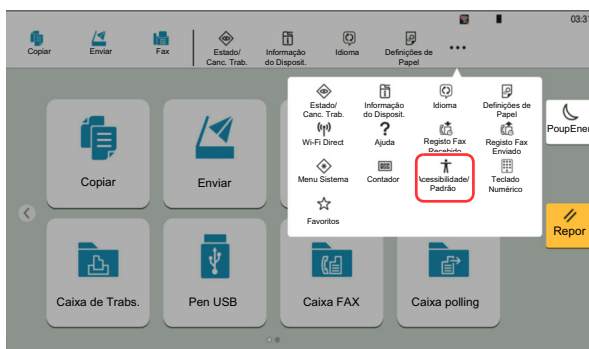 03:31
Copiar
Enviar
Fax
Estado/
Canc. Trab.
Informação
do Disposit.
Idioma
Definições de
Papel
Estado/
Canc. Trab.
Informação
do Disposit.
Idioma
Definições de
Papel
Wi-Fi Direct
Ajuda
Registo Fax
Recebido
Registo Fax
Enviado
Menu Sistema
Contador
Acessibilidade/
Padrão
Teclado
Numérico
Favoritos
PoupEner
Repor
Copiar
Enviar
Caixa de Trabs.
Pen USB
Caixa FAX
Caixa polling